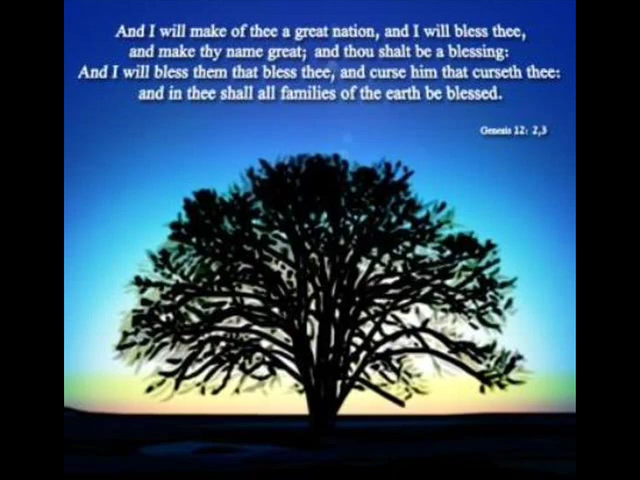 And I will make of thee a great nation, and I will bless thee,
and make thy name great; and thou shalt be a blessing:
And I will bless them that bless thee, and curse him that curseth thee:
and in thee shall all families of the earth be blessed.
Genesis 12: 2,3